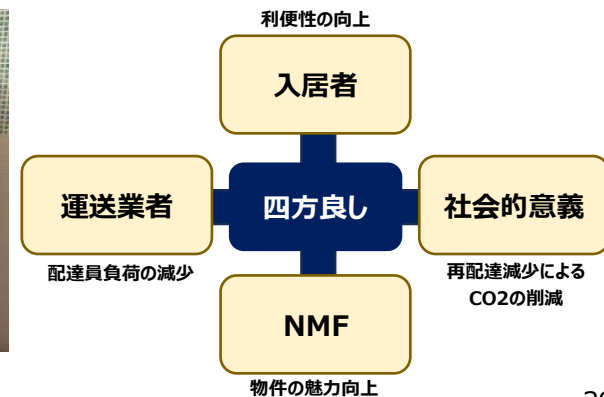 利便性の向上
入居者
運送業者
四方良し
社会的意義
配達員負荷の減少
再配達減少による
CO2の削減
NMF
物件の魅力向上